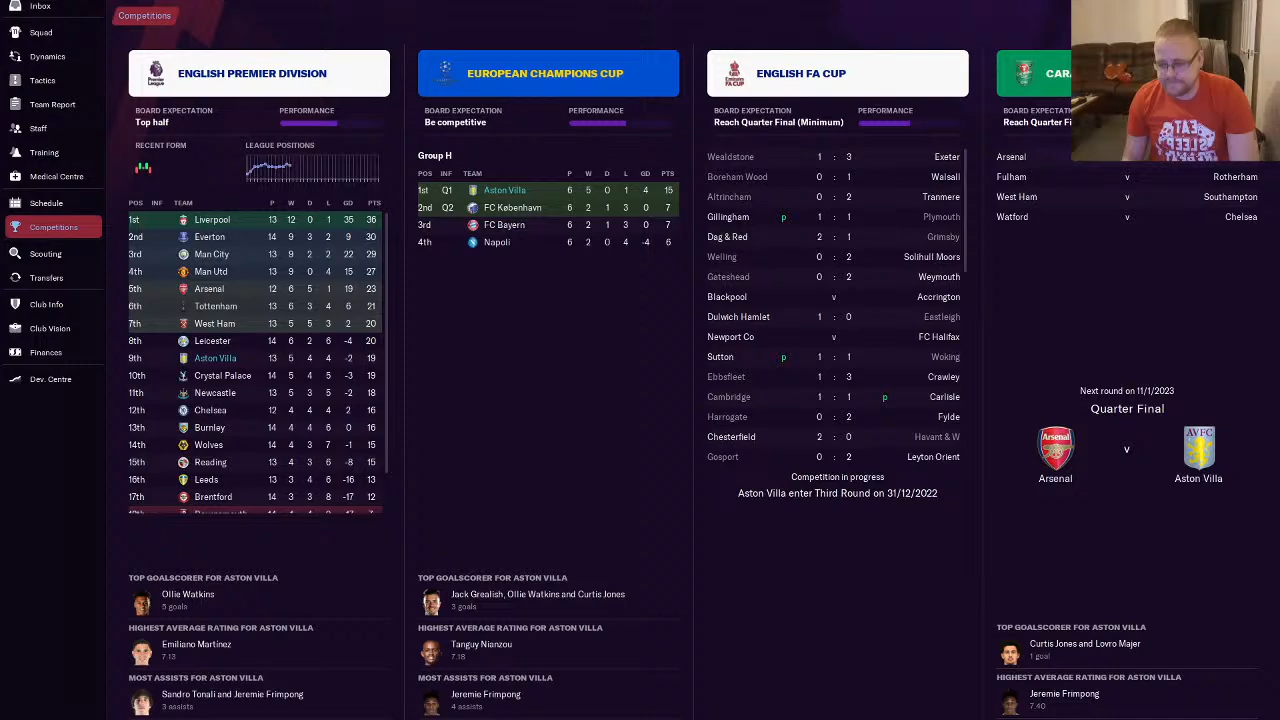 Inbox
Squad
Dynamics
Tactics
Team Report
Staff
Training
Medical Centre
Schedule
Competitions
Scouting
Transfers
Club Info
Club Vision
Finances
Dev. Centre
Competitions
ENGLISH PREMIER DIVISION
BOARD EXPECTATION PERFORMANCE
Top half
RECENT FORM LEAGUE POSITIONS
POS INF TEAM P W D L GD PTS
1st Liverpool 13 12 0 1 35 36
2nd Everton 14 9 3 2 9 30
3rd Man City 13 9 2 2 22 29
4th Man Utd 13 9 0 4 15 27
5th Arsenal 12 6 5 1 19 23
6th Tottenham 13 6 3 4 6 21
7th West Ham 13 5 5 3 2 20
8th Leicester 14 6 2 6 -4 20
9th Aston Villa 13 5 4 4 -2 19
10th Crystal Palace 14 5 4 5 -3 19
11th Newcastle 13 5 3 5 -2 18
12th Chelsea 12 4 4 4 2 16
13th Burnley 14 4 4 6 0 16
14th Wolves 14 4 3 7 -1 15
15th Reading 13 4 3 6 -8 15
16th Leeds 13 3 4 6 -16 13
17th Brentford 14 3 3 8 -17 12
TOP GOALSCORER FOR ASTON VILLA
Ollie Watkins
5 goals
HIGHEST AVERAGE RATING FOR ASTON VILLA
Emiliano Martínez
7.13
MOST ASSISTS FOR ASTON VILLA
Sandro Tonali and Jeremie Frimpong
3 assists
EUROPEAN CHAMPIONS CUP
BOARD EXPECTATION PERFORMANCE
Be competitive
Group H
POS INF TEAM P W D L GD PTS
1st Q1 Aston Villa 6 5 0 1 4 15
2nd Q2 FC København 6 2 1 3 0 7
3rd FC Bayern 6 2 1 3 0 7
4th Napoli 6 2 0 4 -4 6
TOP GOALSCORER FOR ASTON VILLA
Jack Grealish, Ollie Watkins and Curtis Jones
3 goals
HIGHEST AVERAGE RATING FOR ASTON VILLA
Tanguy Nianzou
7.18
MOST ASSISTS FOR ASTON VILLA
Jeremie Frimpong
4 assists
ENGLISH FA CUP
BOARD EXPECTATION PERFORMANCE
Reach Quarter Final (Minimum)
Wealdstone 1 : 3 Exeter
Boreham Wood 0 : 1 Walsall
Altrincham 0 : 2 Tranmere
Gillingham p 1 : 1 Plymouth
Dag & Red 2 : 1 Grimsby
Welling 0 : 2 Solihull Moors
Gateshead 0 : 2 Weymouth
Blackpool v Accrington
Dulwich Hamlet 1 : 0 Eastleigh
Newport Co v FC Halifax
Sutton p 1 : 1 Woking
Ebbsfleet 1 : 3 Crawley
Cambridge 1 : 1 p Carlisle
Harrogate 0 : 2 Fylde
Chesterfield 2 : 0 Havant & W
Gosport 0 : 2 Leyton Orient
Competition in progress
Aston Villa enter Third Round on 31/12/2022
CARA
BOARD EXPECTATION
Reach Quarter Fi
Arsenal
Fulham v Rotherham
West Ham v Southampton
Watford v Chelsea
Next round on 11/1/2023
Quarter Final
Arsenal
AVFC
v
Arsenal Aston Villa
TOP GOALSCORER FOR ASTON VILLA
Curtis Jones and Lovro Majer
1 goal
HIGHEST AVERAGE RATING FOR ASTON VILLA
Jeremie Frimpong
7.40
EAT
SLEEP